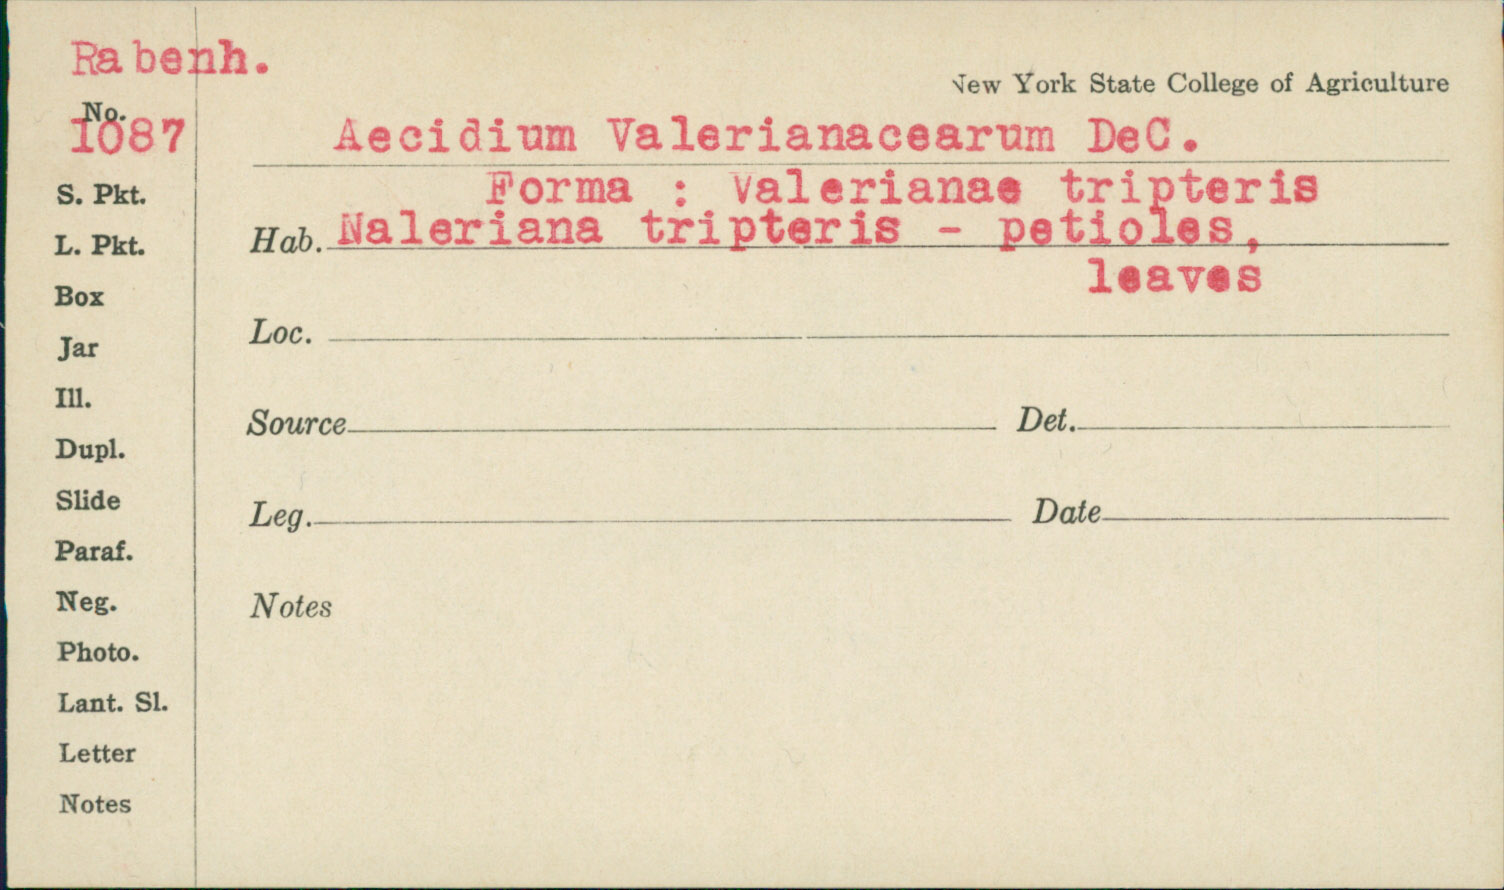 Rabenh.
New York State College of Agriculture
No.
1087
Aecidium Valerianacearum DeC.
Forma : Valerianae tripteris
Hab. Naleriana tripteris - petioles,
leaves
S. Pkt.
L. Pkt.
Box
Jar
Ill.
Dupl.
Slide
Paraf.
Neg.
Photo.
Lant. Sl.
Letter
Notes
Loc.
Source Det.
Leg. Date
Notes